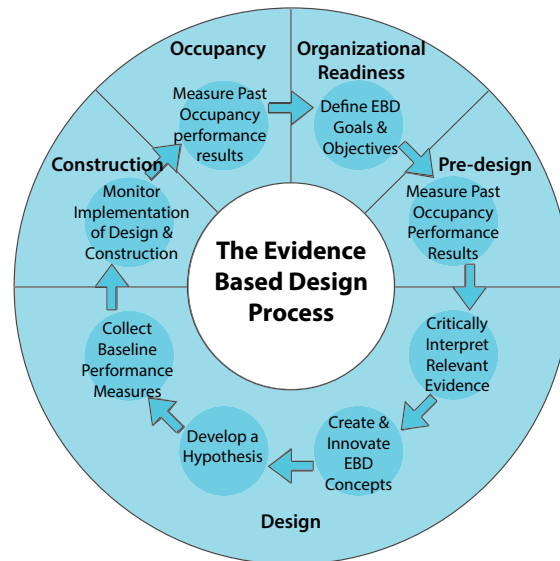 Occupancy
Measure Past
Occupancy
performance
results
Organizational
Readiness
Define EBD
Goals &
Objectives
Pre-design
Measure Past
Occupancy
Performance
Results
Critically
Interpret
Relevant
Evidence
Create &
Innovate
EBD
Concepts
Design
Develop a
Hypothesis
Collect
Baseline
Performance
Measures
Construction
Monitor
Implementation
of Design &
Construction
The Evidence
Based Design
Process